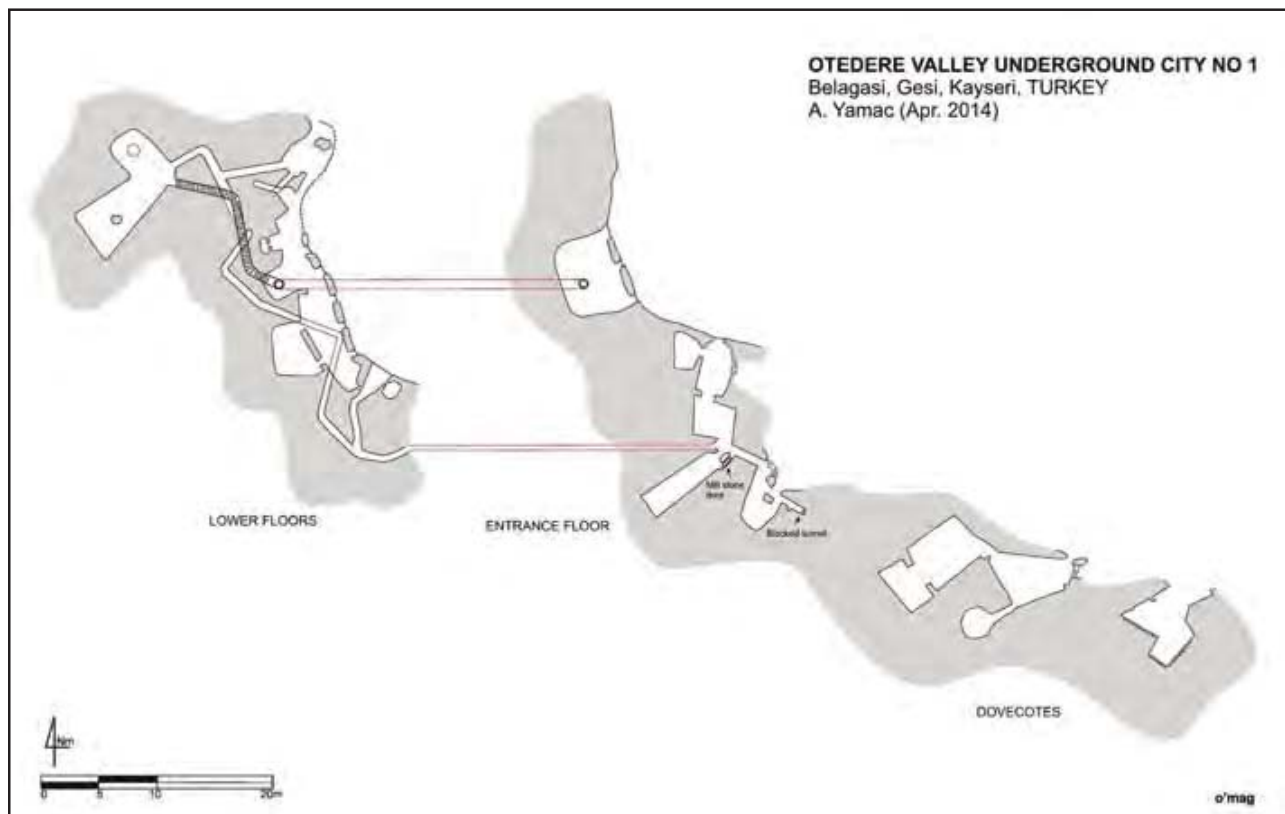 OTEDERE VALLEY UNDERGROUND CITY NO 1
Belagasi, Gesi, Kayseri, TURKEY
A. Yamac (Apr. 2014)
Mill stone
door
Blocked tunnel
LOWER FLOORS
ENTRANCE FLOOR
DOVECOTES
Nm
0 5 10 20m
o'mag